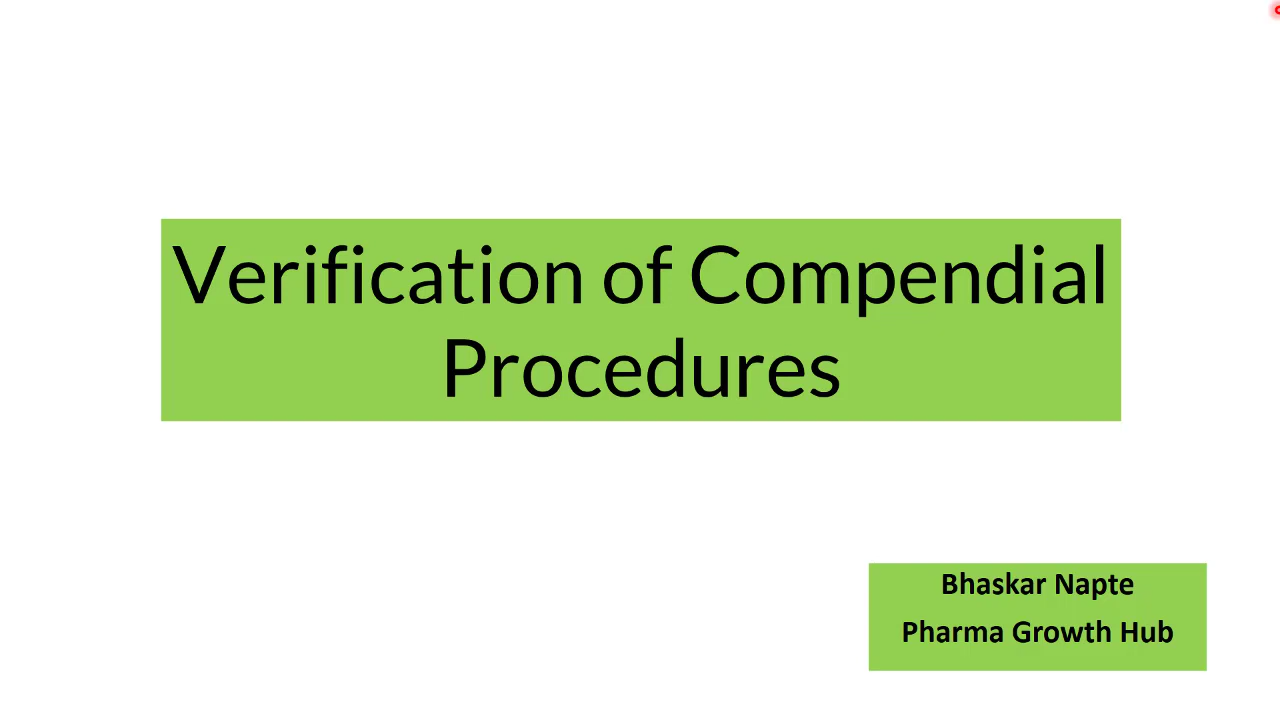 Verification of Compendial
Procedures
Bhaskar Napte
Pharma Growth Hub